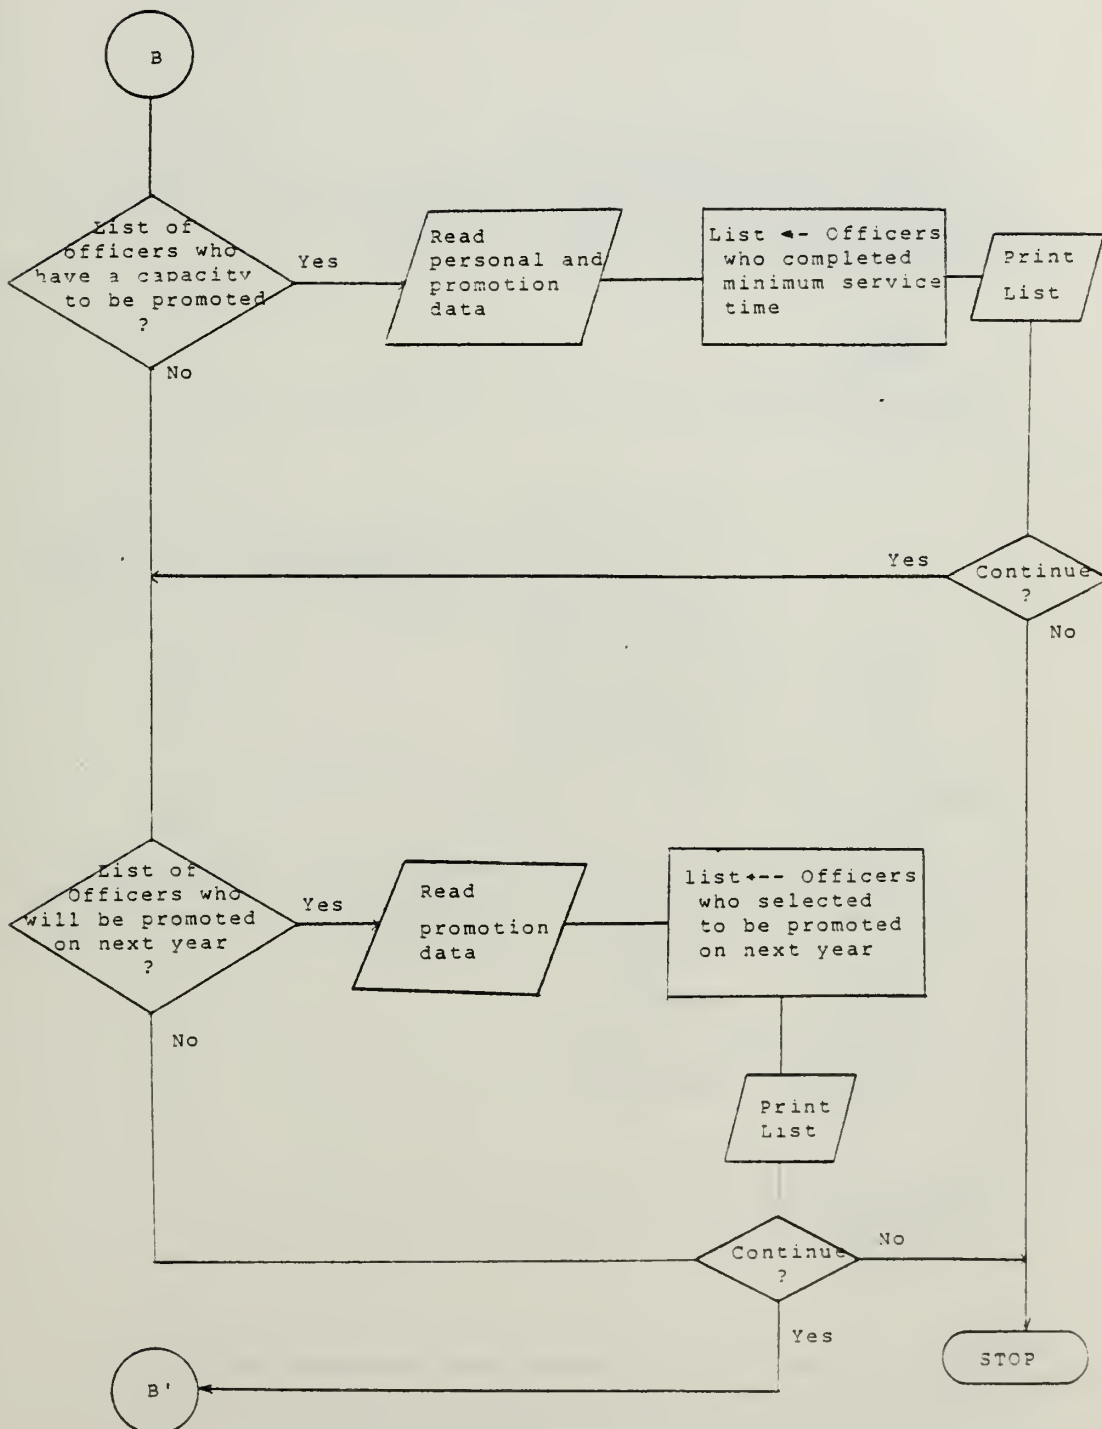 B
List of
officers who
have a capacity
to be promoted
?
Yes
No
Read
personal and
promotion
data
List ◄- Officers
who completed
minimum service
time
Print
List
Yes
Continue
?
No
List of
Officers who
will be promoted
on next year
?
Yes
No
Read
promotion
data
list◄-- Officers
who selected
to be promoted
on next year
Print
List
Continue
?
No
Yes
STOP
B'